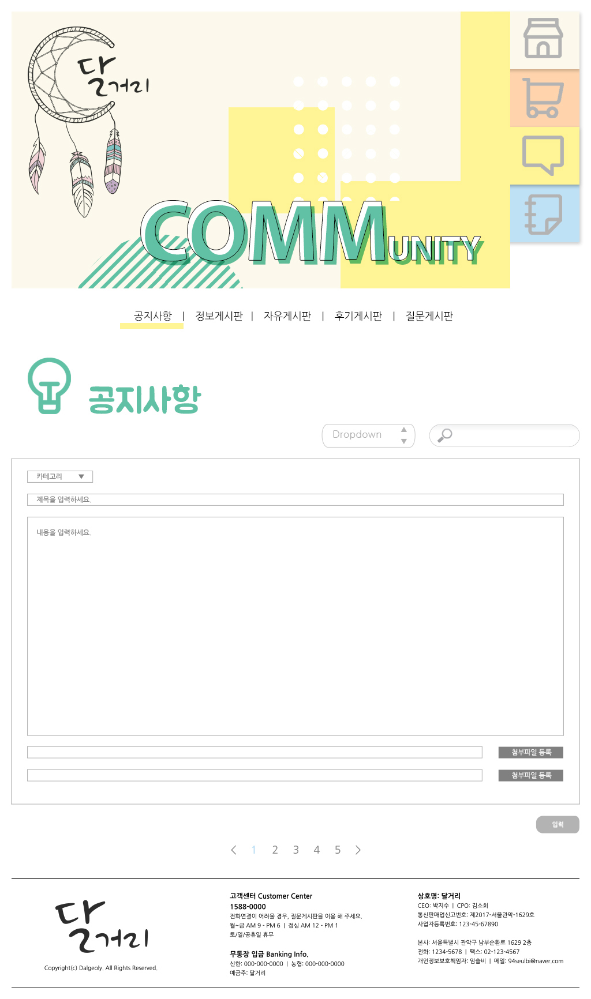 달거리
COMMUNITY
공지사항 | 정보게시판 | 자유게시판 | 후기게시판 | 질문게시판
공지사항
Dropdown
카테고리
제목을 입력하세요.
내용을 입력하세요.
첨부파일 등록
첨부파일 등록
입력
< 1 2 3 4 5 >
달거리
Copyright(c) Dalgeoly. All Rights Reserved.
고객센터 Customer Center
1588-0000
전화연결이 어려울 경우, 질문게시판을 이용 해 주세요.
월~금 AM 9 - PM 6 | 점심 AM 12 - PM 1
토/일/공휴일 휴무
무통장 입금 Banking Info.
신한: 000-000-0000 | 농협: 000-000-0000
예금주: 달거리
상호명: 달거리
CEO: 박지수 | CPO: 김소희
통신판매업신고번호: 제2017-서울관악-1629호
사업자등록번호: 123-45-67890
본사: 서울특별시 관악구 남부순환로 1629 2층
전화: 1234-5678 | 팩스: 02-123-4567
개인정보보호책임자: 임슬비 | 메일: 94seulbi@naver.com